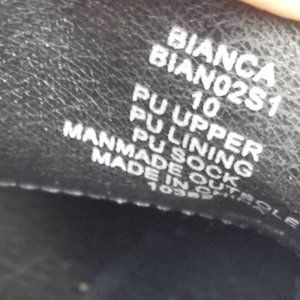 BIANCA
BIAN02S1
10
PU UPPER
PU LINING
PU SOCK
MANMADE OUTSOLE
MADE IN